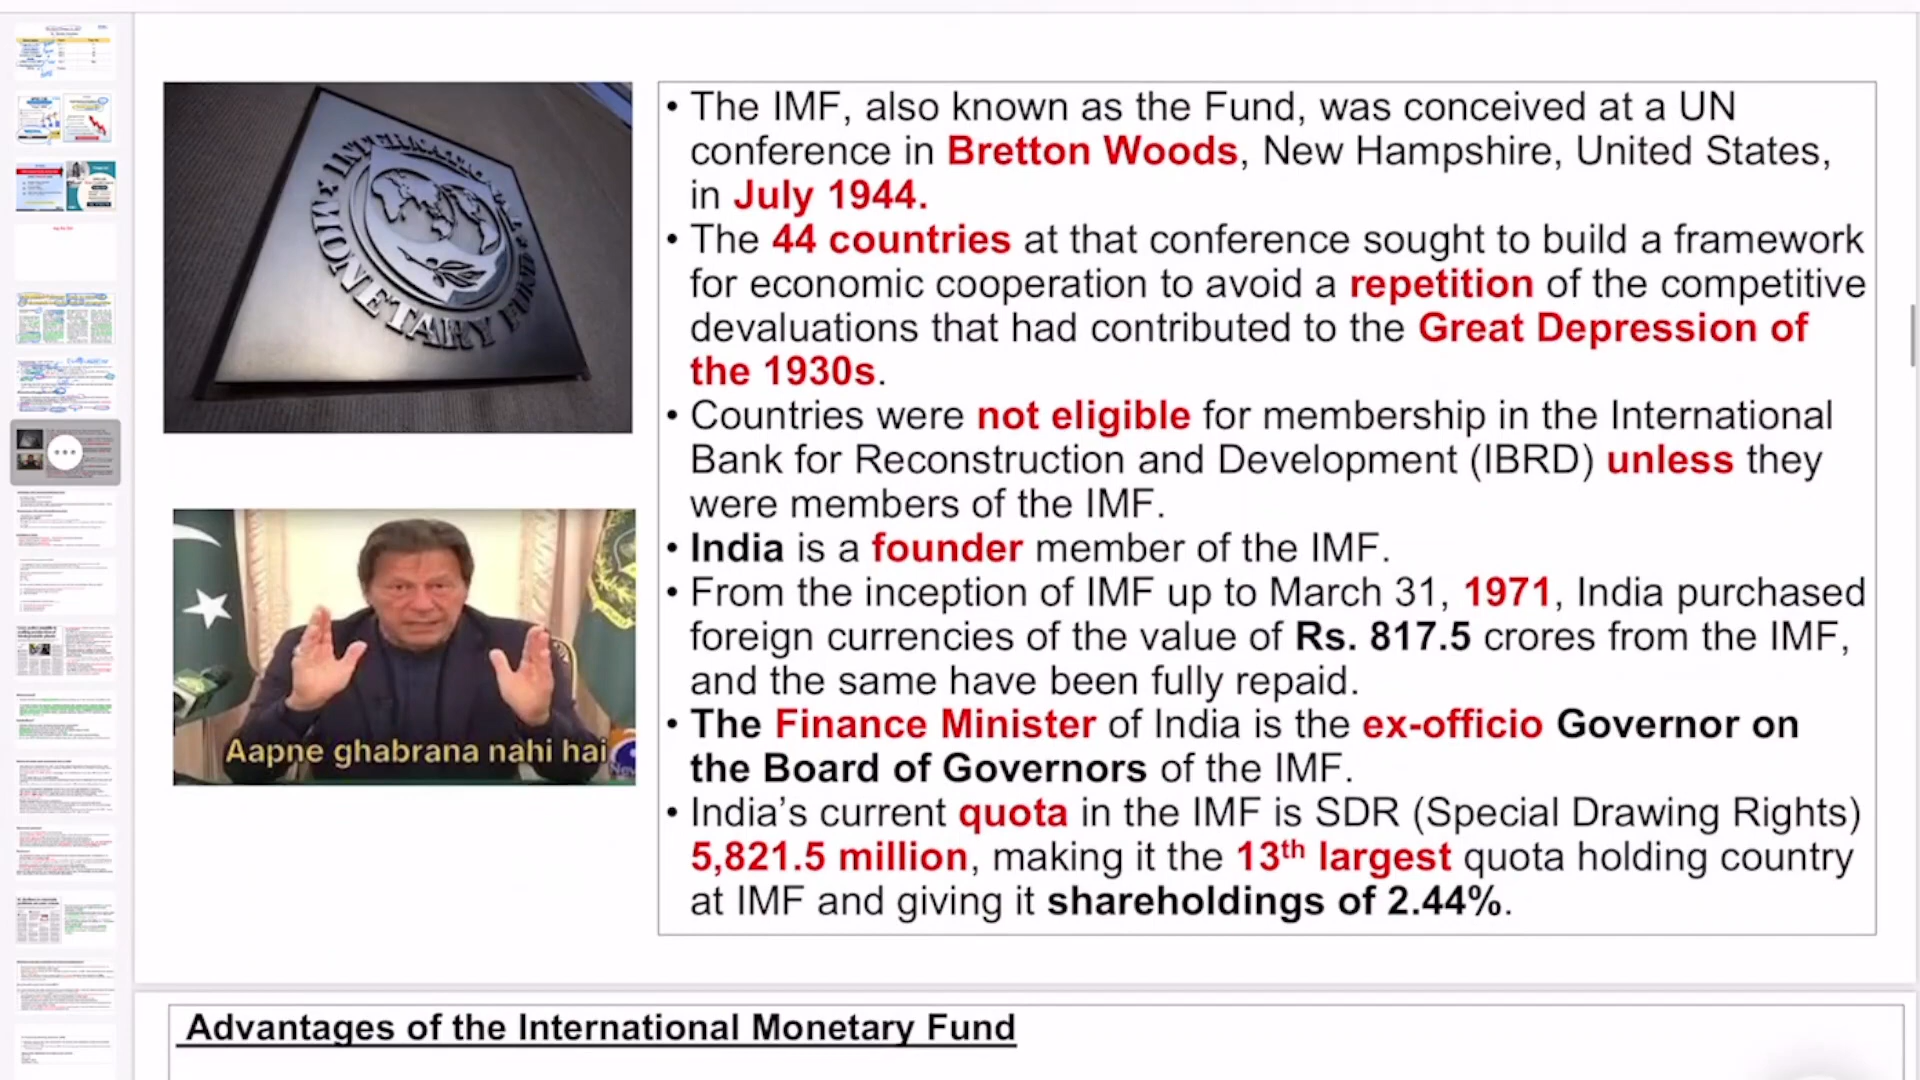 INTERNATIONAL MONETARY FUND
Aapne ghabrana nahi hai
• The IMF, also known as the Fund, was conceived at a UN
conference in Bretton Woods, New Hampshire, United States,
in July 1944.
• The 44 countries at that conference sought to build a framework
for economic cooperation to avoid a repetition of the competitive
devaluations that had contributed to the Great Depression of
the 1930s.
• Countries were not eligible for membership in the International
Bank for Reconstruction and Development (IBRD) unless they
were members of the IMF.
• India is a founder member of the IMF.
• From the inception of IMF up to March 31, 1971, India purchased
foreign currencies of the value of Rs. 817.5 crores from the IMF,
and the same have been fully repaid.
• The Finance Minister of India is the ex-officio Governor on
the Board of Governors of the IMF.
• India’s current quota in the IMF is SDR (Special Drawing Rights)
5,821.5 million, making it the 13th largest quota holding country
at IMF and giving it shareholdings of 2.44%.
Advantages of the International Monetary Fund